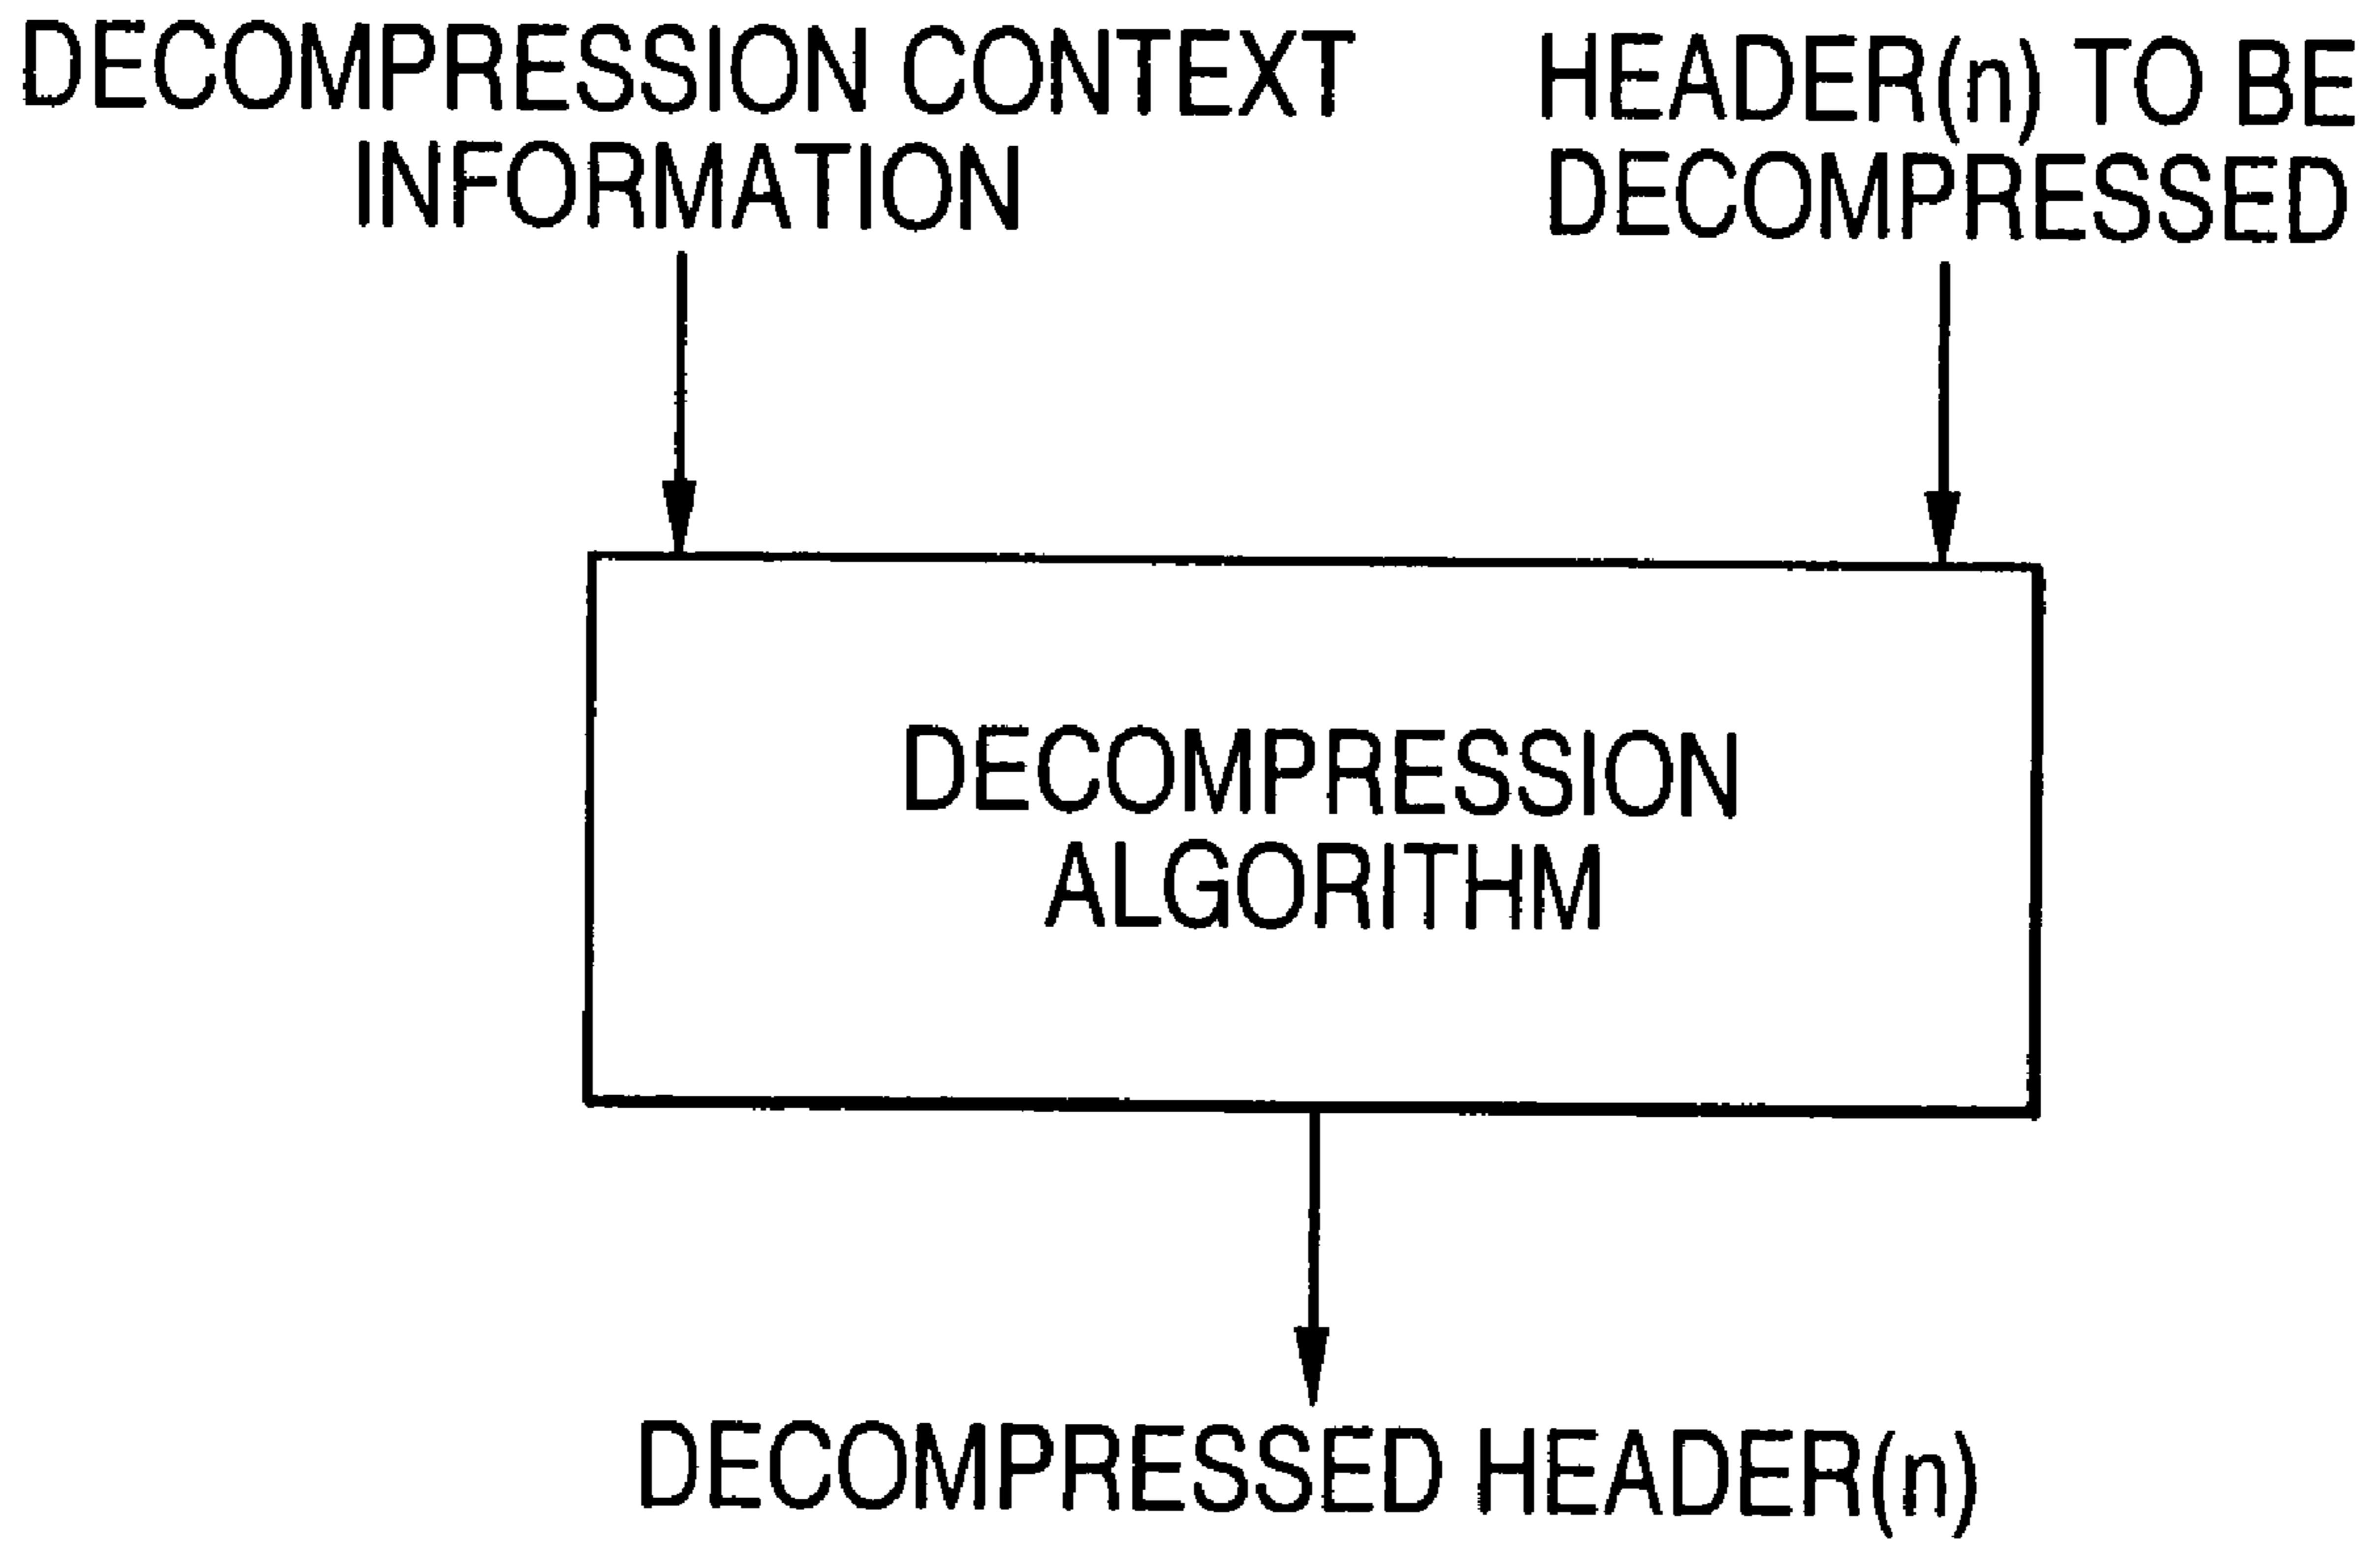 DECOMPRESSION CONTEXT
INFORMATION
HEADER(n) TO BE
DECOMPRESSED
DECOMPRESSION
ALGORITHM
DECOMPRESSED HEADER(n)